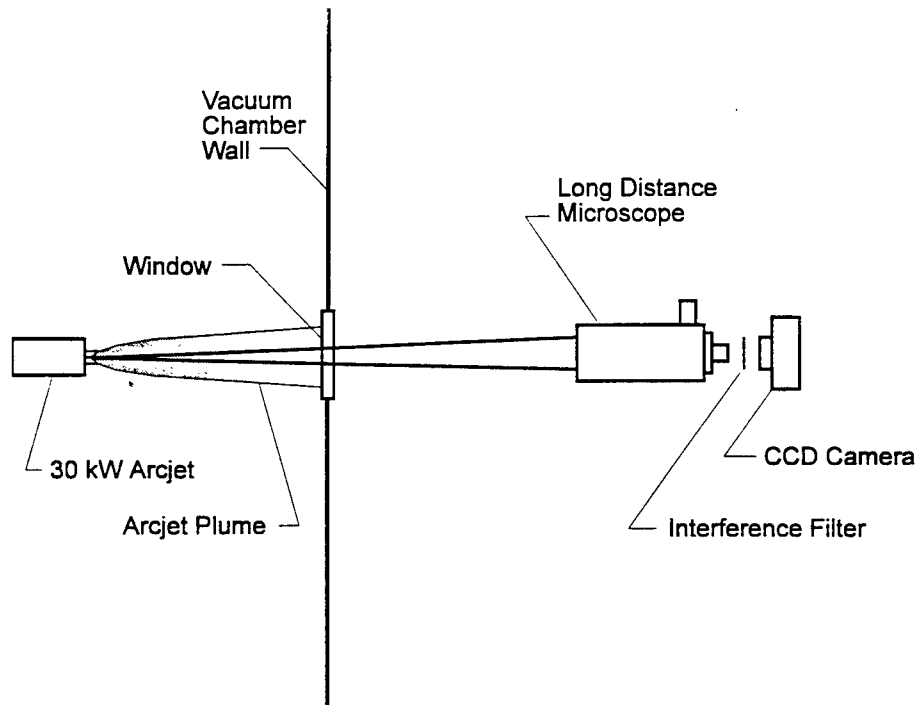 Vacuum
Chamber
Wall
Long Distance
Microscope
Window
30 kW Arcjet
CCD Camera
Arcjet Plume
Interference Filter